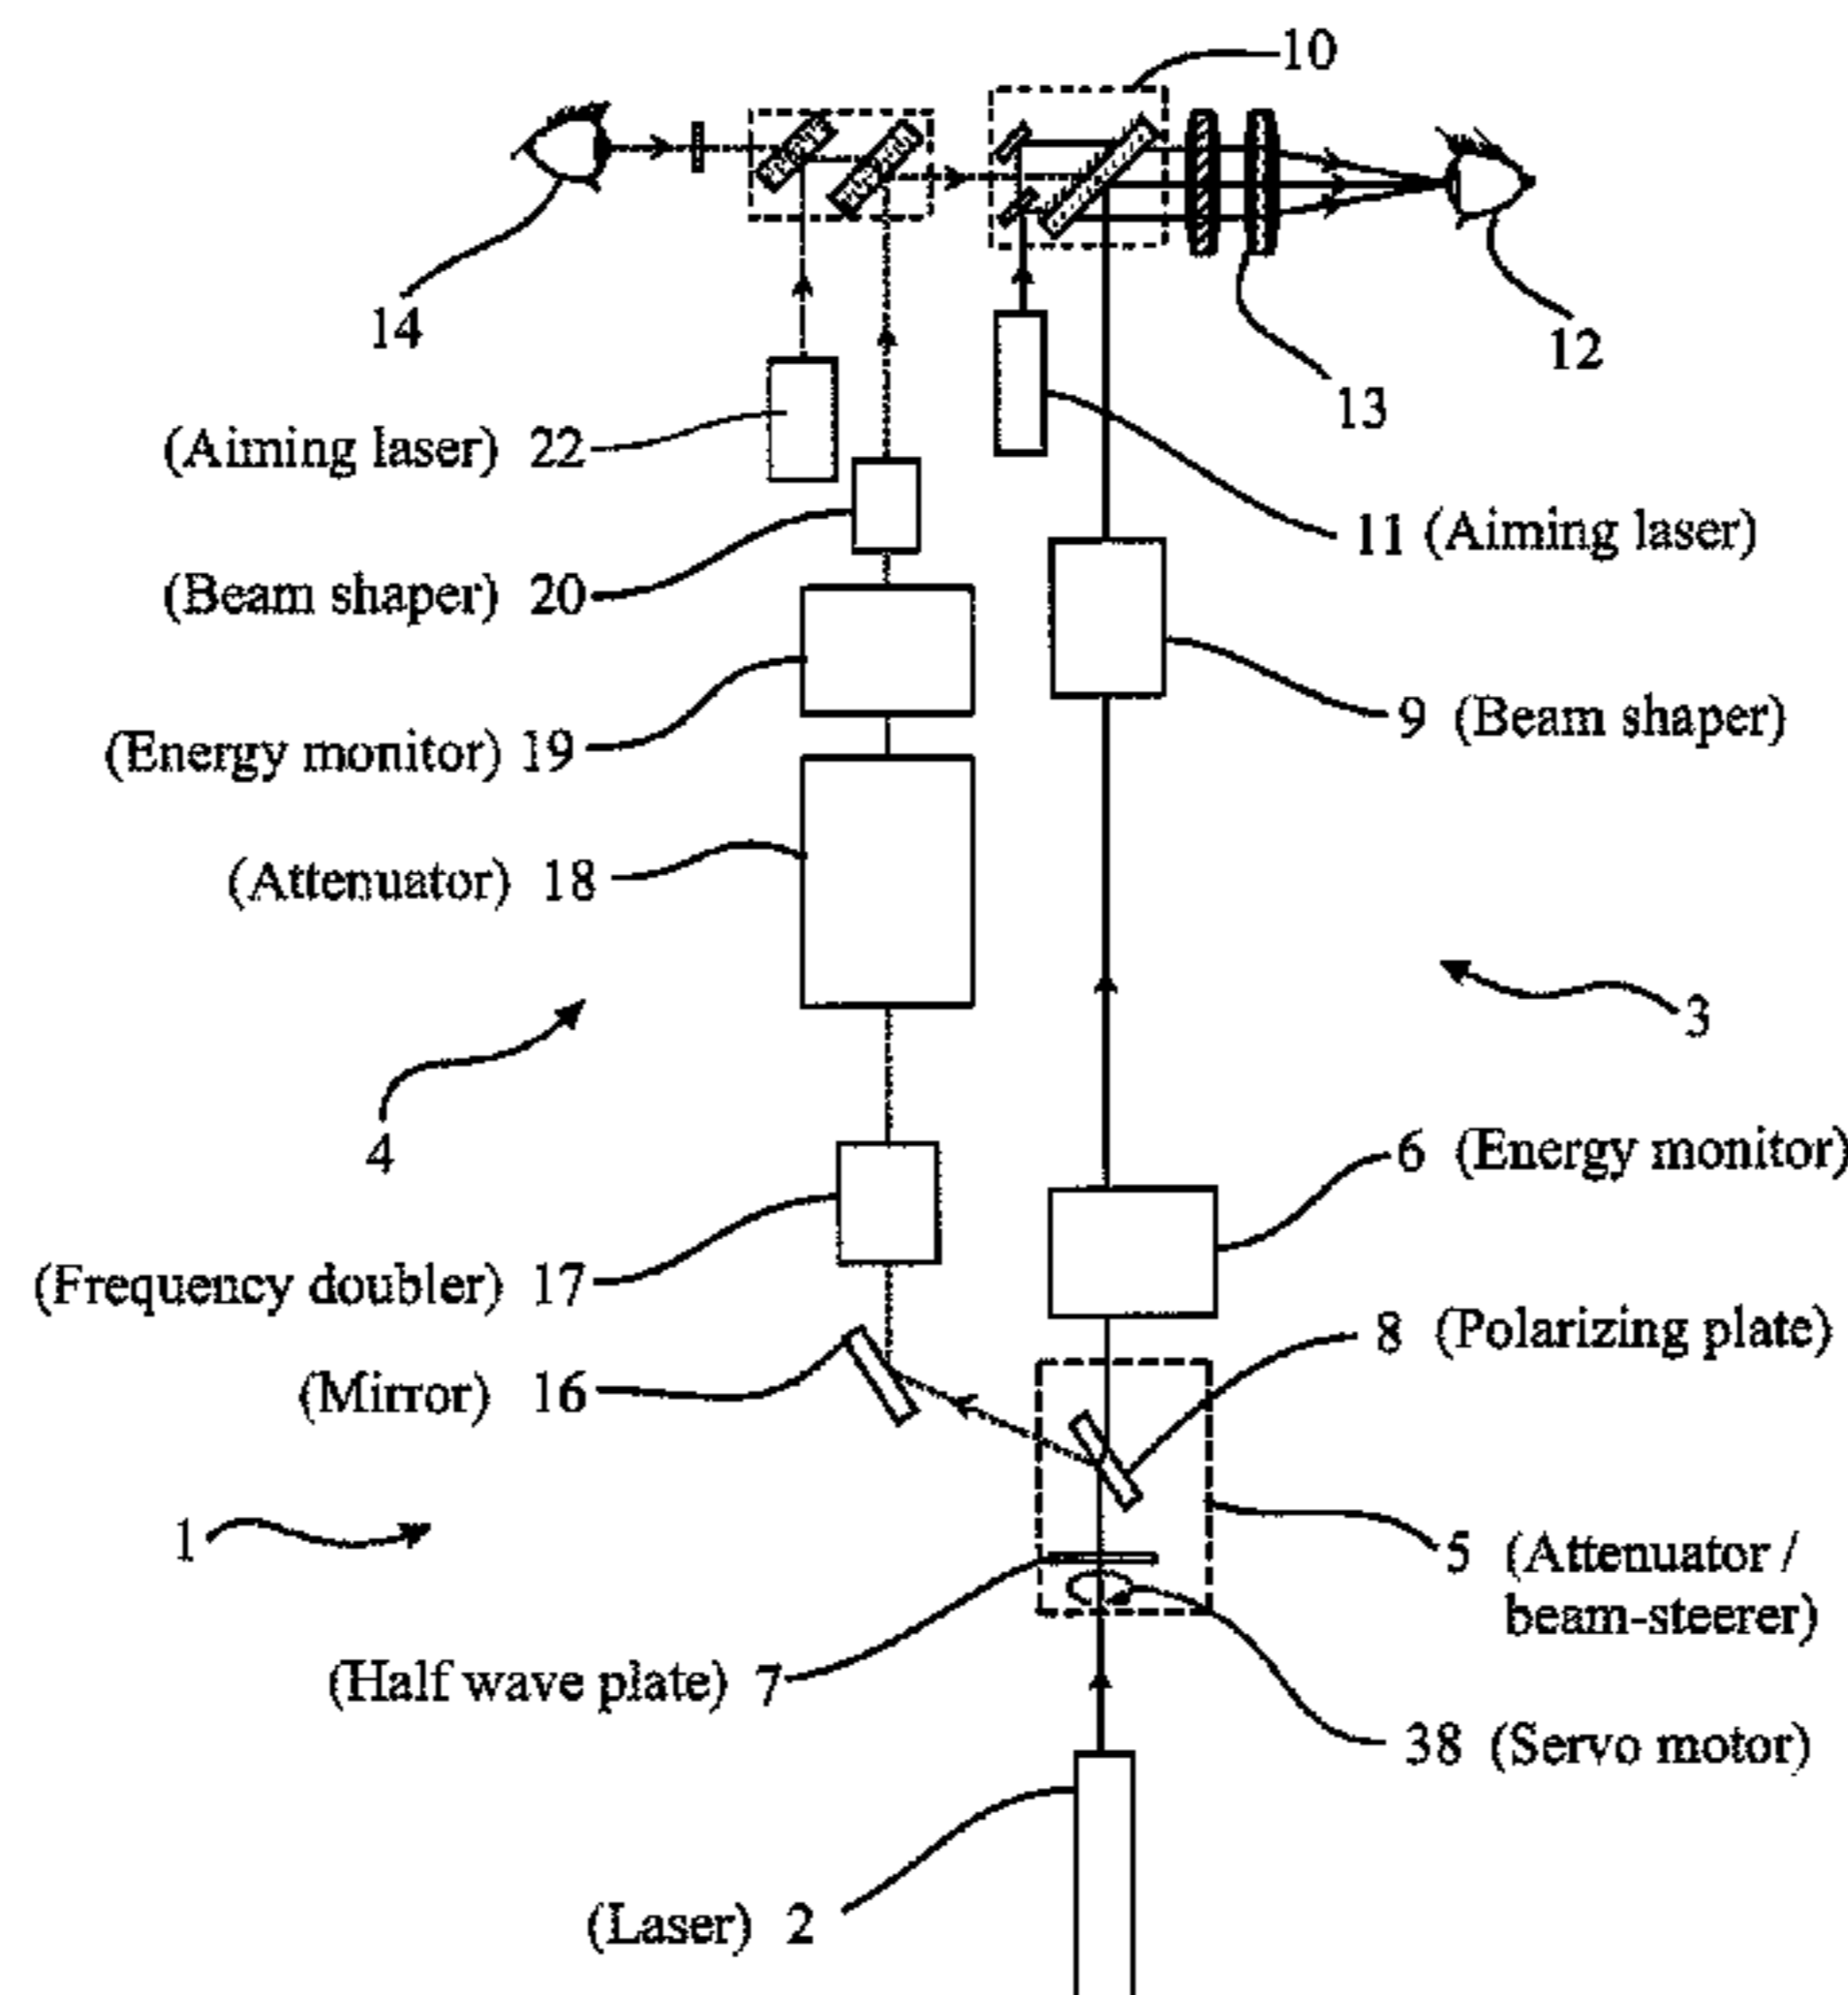 10
14
12
13
(Aiming laser) 22
11 (Aiming laser)
(Beam shaper) 20
9 (Beam shaper)
(Energy monitor) 19
(Attenuator) 18
3
4
6 (Energy monitor)
(Frequency doubler) 17
8 (Polarizing plate)
(Mirror) 16
1
5 (Attenuator /
beam-steerer)
(Half wave plate) 7
38 (Servo motor)
(Laser) 2